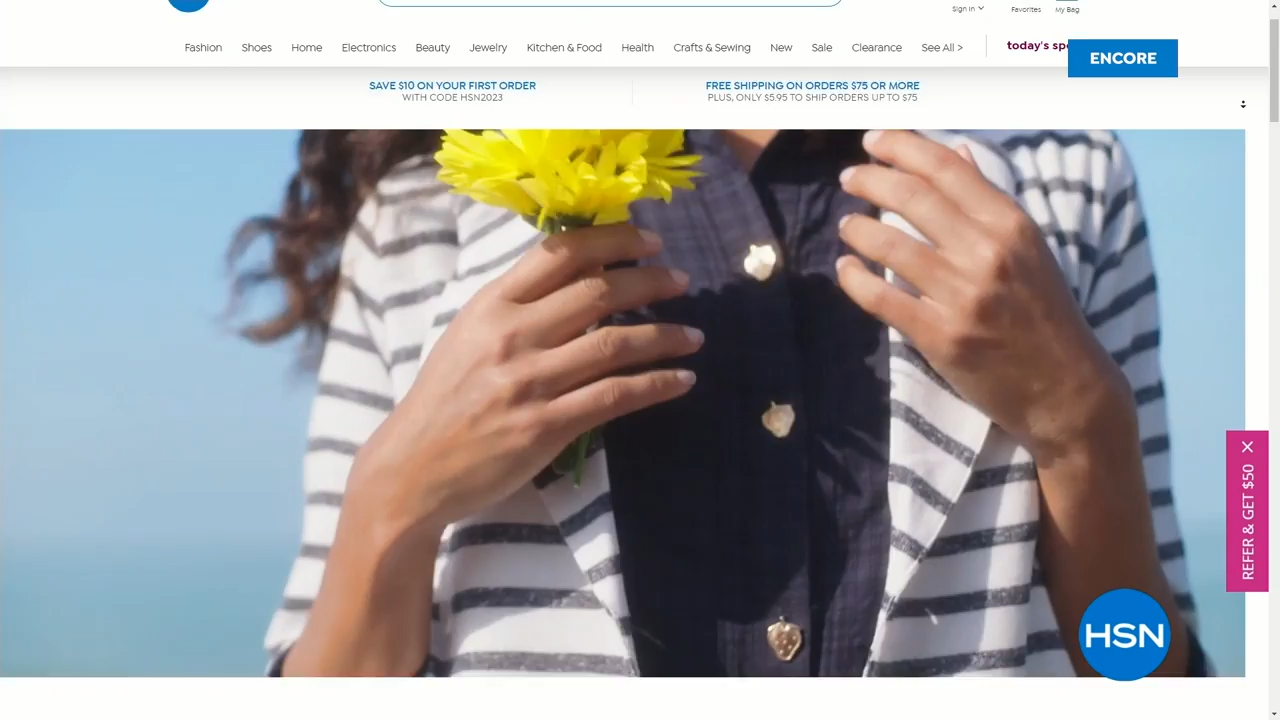 Sign in
Favorites
My Bag
Fashion
Shoes
Home
Electronics
Beauty
Jewelry
Kitchen & Food
Health
Crafts & Sewing
New
Sale
Clearance
See All >
today's spe
ENCORE
SAVE $10 ON YOUR FIRST ORDER
WITH CODE HSN2023
FREE SHIPPING ON ORDERS $75 OR MORE
PLUS, ONLY $5.95 TO SHIP ORDERS UP TO $75
REFER & GET $50
HSN